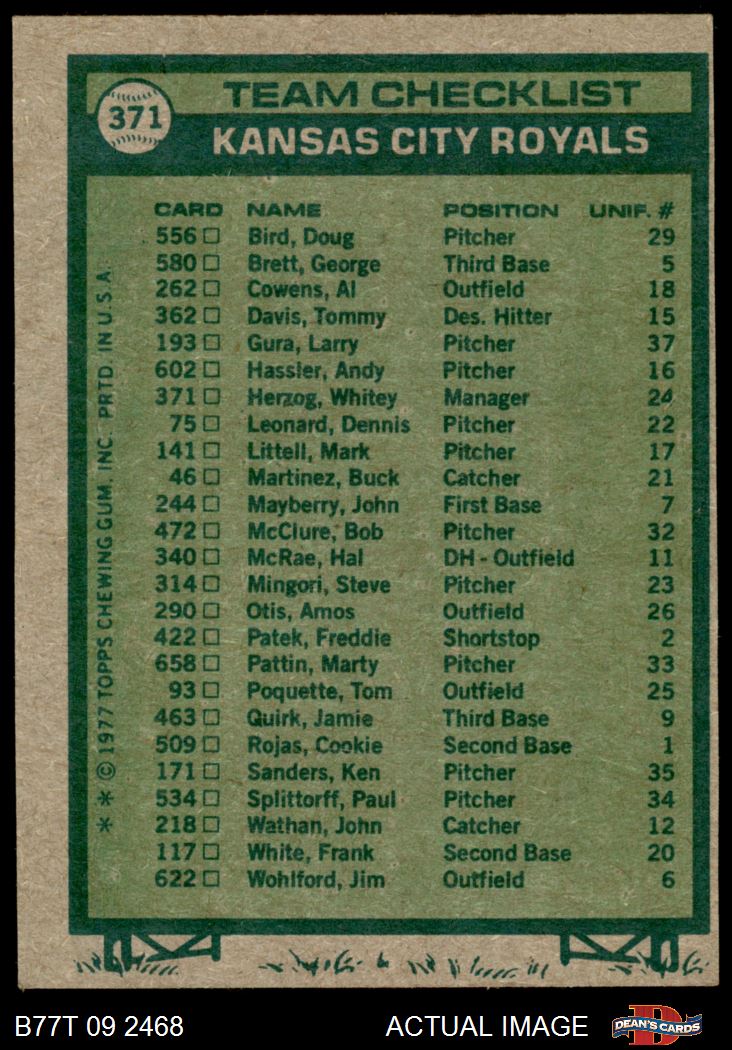 371
TEAM CHECKLIST
KANSAS CITY ROYALS
CARD NAME POSITION UNIF. #
556 □ Bird, Doug Pitcher 29
580 □ Brett, George Third Base 5
262 □ Cowens, Al Outfield 18
362 □ Davis, Tommy Des. Hitter 15
193 □ Gura, Larry Pitcher 37
602 □ Hassler, Andy Pitcher 16
371 □ Herzog, Whitey Manager 24
75 □ Leonard, Dennis Pitcher 22
141 □ Littell, Mark Pitcher 17
46 □ Martinez, Buck Catcher 21
244 □ Mayberry, John First Base 7
472 □ McClure, Bob Pitcher 32
340 □ McRae, Hal DH - Outfield 11
314 □ Mingori, Steve Pitcher 23
290 □ Otis, Amos Outfield 26
422 □ Patek, Freddie Shortstop 2
658 □ Pattin, Marty Pitcher 33
93 □ Poquette, Tom Outfield 25
463 □ Quirk, Jamie Third Base 9
509 □ Rojas, Cookie Second Base 1
171 □ Sanders, Ken Pitcher 35
534 □ Splittorff, Paul Pitcher 34
218 □ Wathan, John Catcher 12
117 □ White, Frank Second Base 20
622 □ Wohlford, Jim Outfield 6
* * © 1977 TOPPS CHEWING GUM, INC. PRTD. IN U.S.A.
B77T 09 2468 ACTUAL IMAGE
D
DEAN'S CARDS